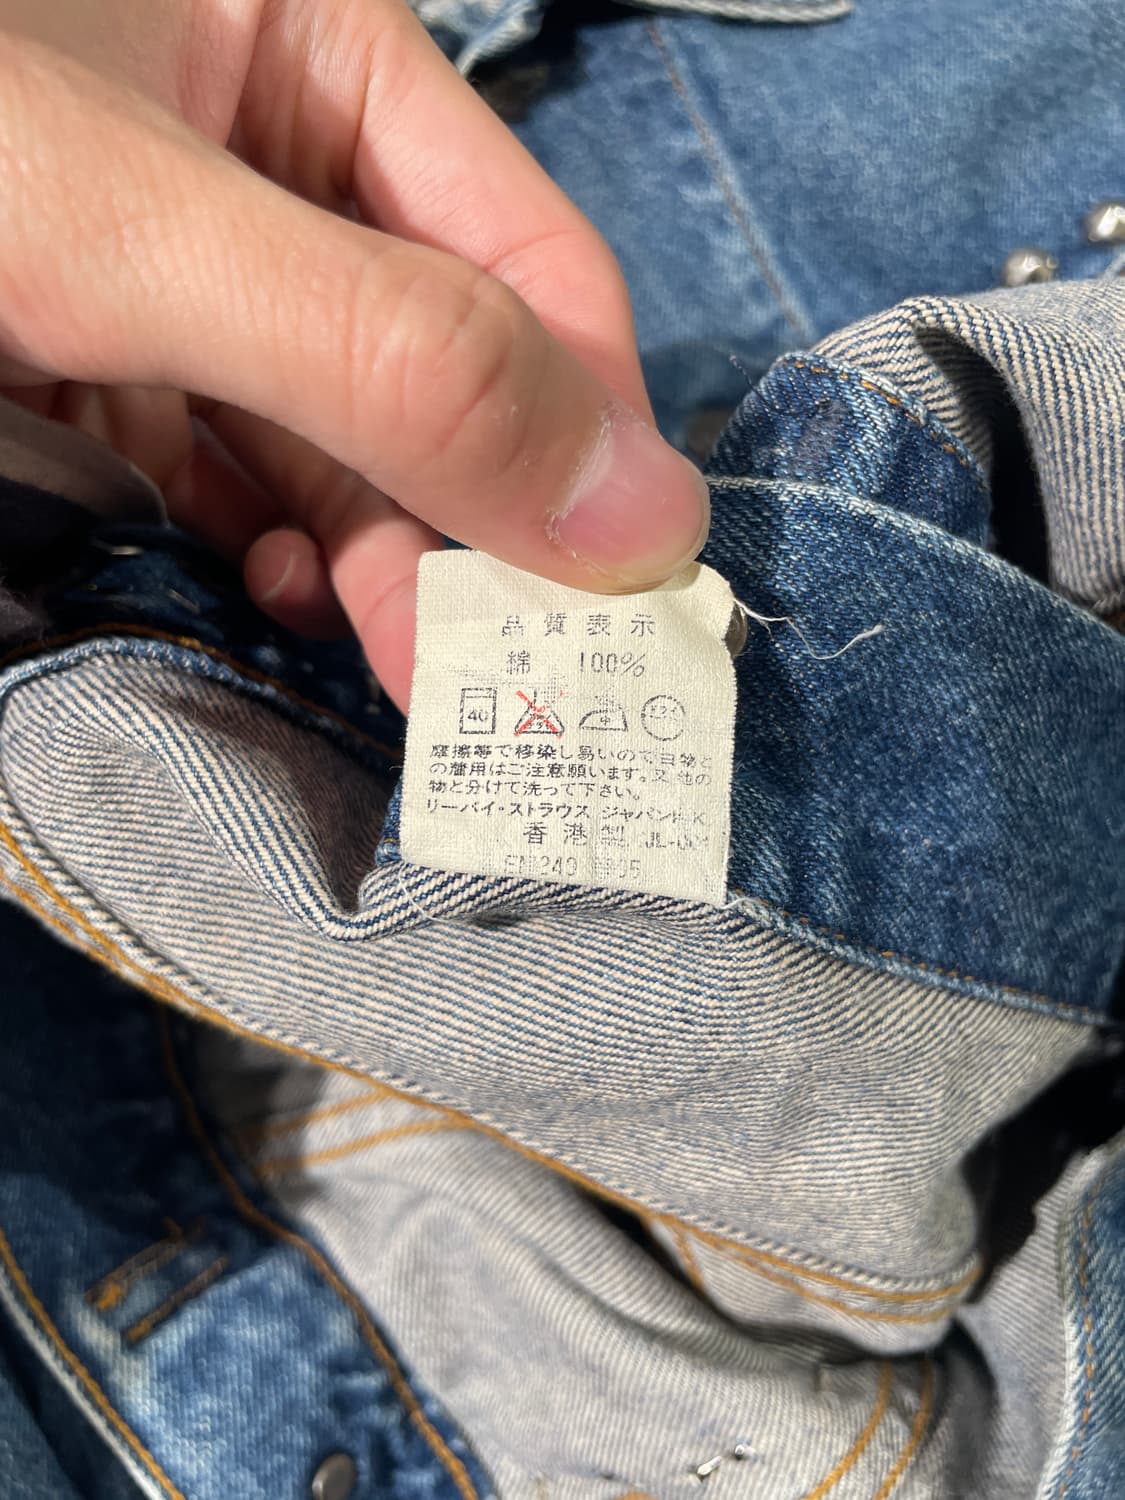 品質表示
綿 100%
40
摩擦等で移染し易いので白物と
の着用はご注意願います。又他の
物と分けて洗って下さい。
リーバイ・ストラウス ジャパン
香港製